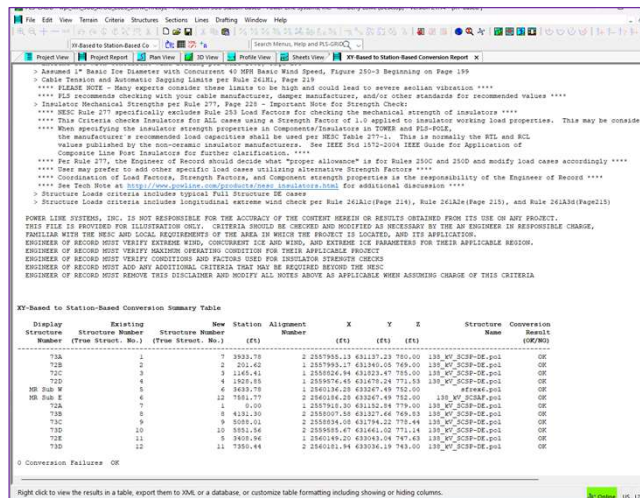 File Edit View Terrain Criteria Structures Sections Lines Drafting Window Help
XY-Based to Station-Based Co
Search Menus, Help and PLS-GRID
Project View Project Report Plan View 3D View Profile View Sheets View XY-Based to Station-Based Conversion Report
> Assumed 1" Basic Ice Diameter with Concurrent 40 MPH Basic Wind Speed, Figure 250-3 Beginning on Page 199
> Cable Tension and Automatic Sagging Limits per Rule 261H1, Page 219
**** PLEASE NOTE - Many experts consider these limits to be high and could lead to severe aeolian vibration ****
**** PLS recommends checking with your cable manufacturer, damper manufacturer, and/or other standards for recommended values ****
> Insulator Mechanical Strengths per Rule 277, Page 228 - Important Note for Strength Check:
**** NESC Rule 277 specifically excludes Rule 253 Load Factors for checking the mechanical strength of insulators ****
**** This Criteria checks Insulators for ALL cases using a Strength Factor of 1.0 applied to insulator working load properties. This may be conside
**** When specifying the insulator strength properties in Components/Insulators in TOWER and PLS-POLE,
the manufacturer's recommended load capacities shall be used per NESC Table 277-1. This is normally the RTL and RCL
values published by the non-ceramic insulator manufacturers. See IEEE Std 1572-2004 IEEE Guide for Application of
Composite Line Post Insulators for further clarification. ****
**** Per Rule 277, the Engineer of Record should decide what "proper allowance" is for Rules 250C and 250D and modify load cases accordingly ****
**** User may prefer to add other specific load cases utilizing alternative Strength Factors ****
**** Coordination of Load Factors, Strength Factors, and Component strength properties is the responsibility of the Engineer of Record ****
**** See Tech Note at http://www.powline.com/products/nesc_insulators.html for additional discussion ****
> Structure Loads criteria includes typical Full Structure DE cases
> Structure Loads criteria includes longitudinal extreme wind check per Rule 261A1c(Page 214), Rule 261A2e(Page 215), and Rule 261A3d(Page215)
POWER LINE SYSTEMS, INC. IS NOT RESPONSIBLE FOR THE ACCURACY OF THE CONTENT HEREIN OR RESULTS OBTAINED FROM ITS USE ON ANY PROJECT.
THIS FILE IS PROVIDED FOR ILLUSTRATION ONLY. CRITERIA SHOULD BE CHECKED AND MODIFIED AS NECESSARY BY THE AN ENGINEER IN RESPONSIBLE CHARGE,
FAMILIAR WITH THE NESC AND LOCAL REQUIREMENTS OF THE AREA IN WHICH THE PROJECT IS LOCATED, AND ITS APPLICATION.
ENGINEER OF RECORD MUST VERIFY EXTREME WIND, CONCURRENT ICE AND WIND, AND EXTREME ICE PARAMETERS FOR THEIR APPLICABLE REGION.
ENGINEER OF RECORD MUST VERIFY MAXIMUM OPERATING CONDITION FOR THEIR APPLICABLE PROJECT
ENGINEER OF RECORD MUST VERIFY CONDITIONS AND FACTORS USED FOR INSULATOR STRENGTH CHECKS
ENGINEER OF RECORD MUST ADD ANY ADDITIONAL CRITERIA THAT MAY BE REQUIRED BEYOND THE NESC
ENGINEER OF RECORD MUST REMOVE THIS DISCLAIMER AND MODIFY ALL NOTES ABOVE AS APPLICABLE WHEN ASSUMING CHARGE OF THIS CRITERIA
XY-Based to Station-Based Conversion Summary Table
Display Existing New Station Alignment X Y Z Structure Conversion
Structure Structure Number Structure Number Number Name Result
Number (True Struct. No.) (True Struct. No.) (ft) (ft) (ft) (ft) (OK/NG)
73A 1 7 3933.78 2 2557955.13 631137.23 780.00 138_kV_SCSP-DE.pol OK
72B 2 2 201.62 2 2557993.17 631340.05 769.00 138_kV_SCSP-DE.pol OK
72C 3 3 1165.41 2 2558826.94 631823.47 785.00 138_kV_SCSP-DE.pol OK
72D 4 4 1928.85 2 2559576.45 631678.24 771.53 138_kV_SCSP-DE.pol OK
MR Sub W 5 6 3633.78 2 2560136.25 633267.49 752.00 sfrex6.pol OK
MR Sub E 6 12 7581.77 2 2560186.25 633267.49 752.00 138_kV_SCSAF.pol OK
72A 7 1 0.00 2 2557918.30 631152.84 779.00 138_kV_SCSP-DE.pol OK
73B 8 8 4131.30 2 2558007.58 631327.66 769.83 138_kV_SCSP-DE.pol OK
73C 9 9 5088.01 2 2558834.08 631794.22 778.44 138_kV_SCSP-DE.pol OK
73D 10 10 5851.56 2 2559585.67 631661.02 771.14 138_kV_SCSP-DE.pol OK
72E 11 5 3408.96 2 2560149.20 633043.04 747.63 138_kV_SCSP-DE.pol OK
73D 12 11 7350.44 2 2560181.94 633036.19 743.00 138_kV_SCSP-DE.pol OK
0 Conversion Failures OK
Right click to view the results in a table, export them to XML or a database, or customize table formatting including showing or hiding columns.
Online